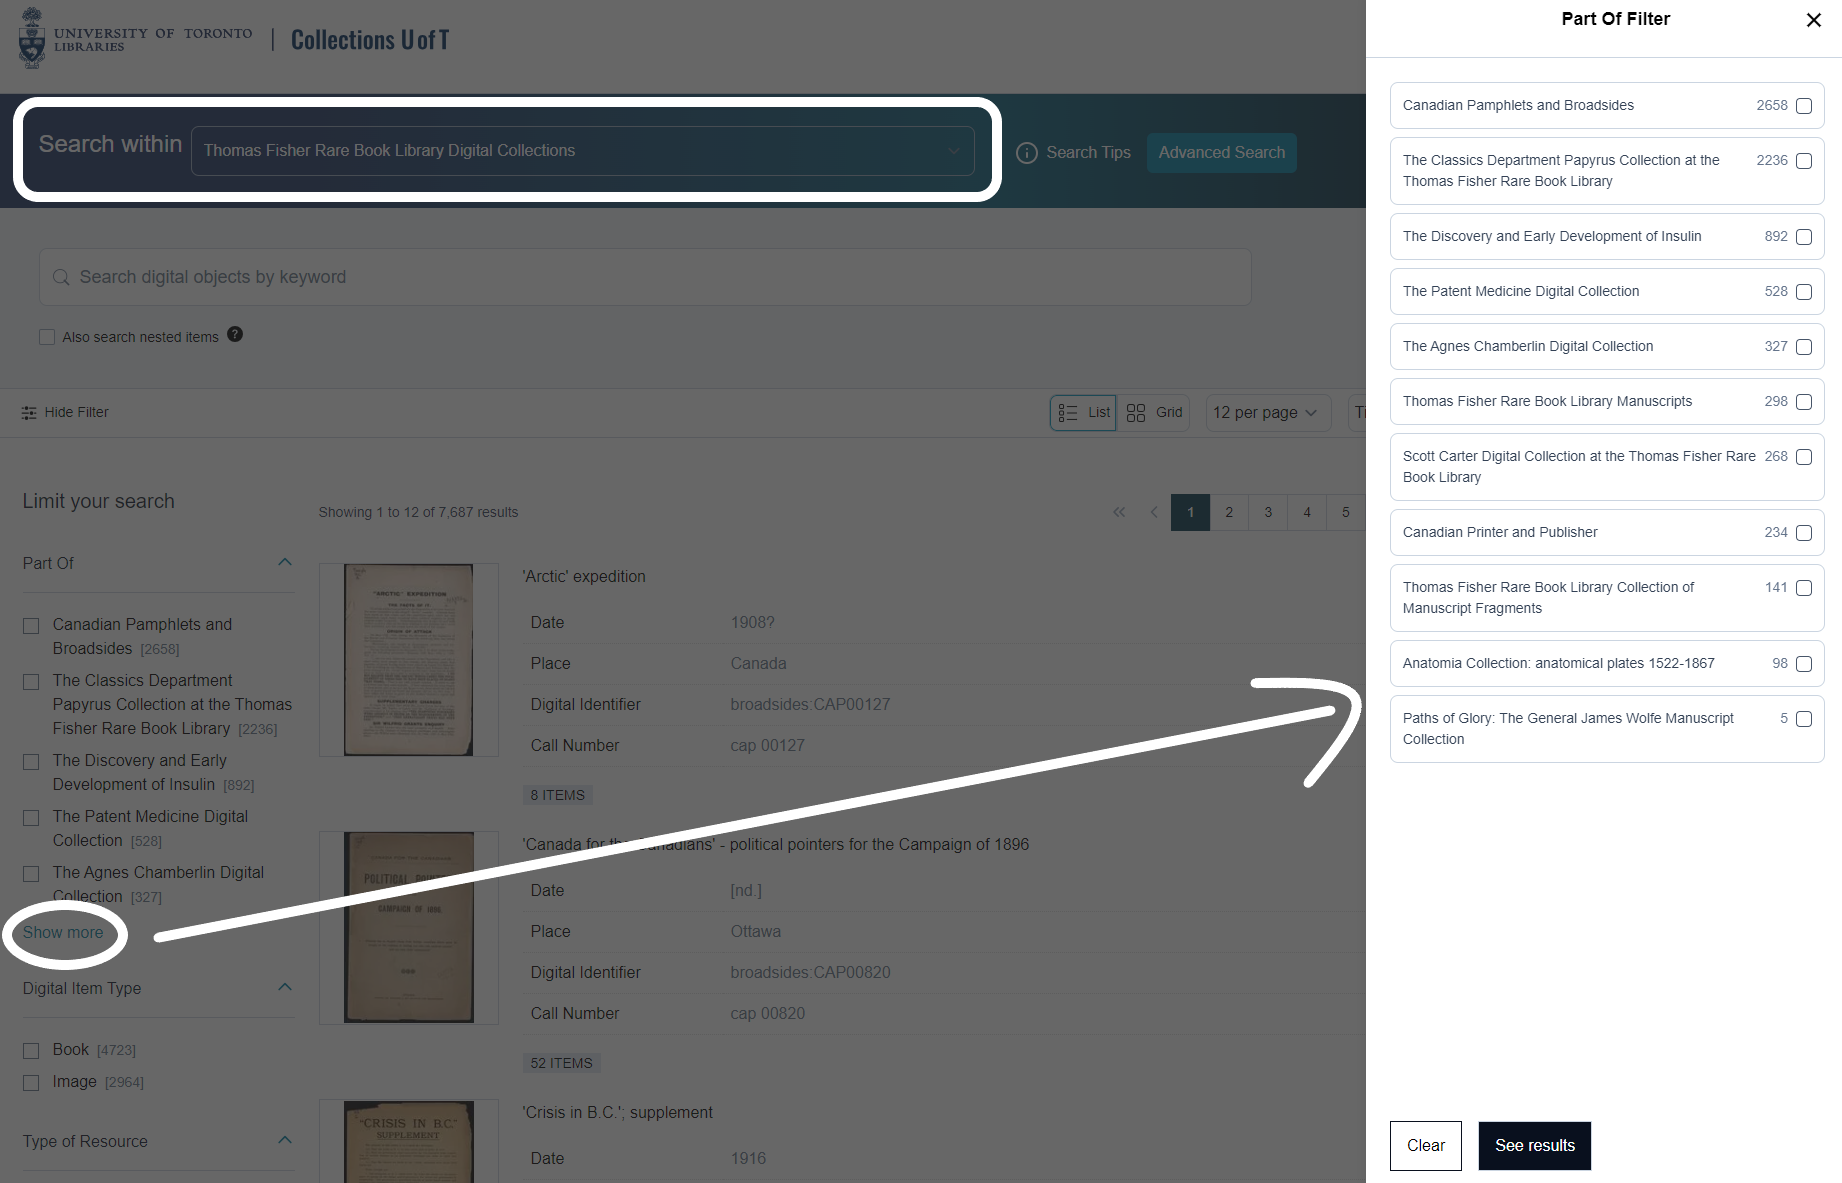 UNIVERSITY OF TORONTO
LIBRARIES
Collections U of T
Search within
Thomas Fisher Rare Book Library Digital Collections
Search Tips
Advanced Search
Search digital objects by keyword
Also search nested items
Hide Filter
List
Grid
12 per page
Limit your search
Showing 1 to 12 of 7,687 results
1
2
3
4
5
Part Of
Canadian Pamphlets and
Broadsides [2658]
The Classics Department
Papyrus Collection at the Thomas
Fisher Rare Book Library [2236]
The Discovery and Early
Development of Insulin [892]
The Patent Medicine Digital
Collection [528]
The Agnes Chamberlin Digital
Collection [327]
Show more
Digital Item Type
Book [4723]
Image [2964]
Type of Resource
"ARCTIC" EXPEDITION
'Arctic' expedition
Date 1908?
Place Canada
Digital Identifier broadsides:CAP00127
Call Number cap 00127
8 ITEMS
CAMPAIGN OF 1896
'Canada for the Canadians' - political pointers for the Campaign of 1896
Date [nd.]
Place Ottawa
Digital Identifier broadsides:CAP00820
Call Number cap 00820
52 ITEMS
"CRISIS IN B.C."
SUPPLEMENT
'Crisis in B.C.'; supplement
Date 1916
Part Of Filter
Canadian Pamphlets and Broadsides 2658
The Classics Department Papyrus Collection at the 2236
Thomas Fisher Rare Book Library
The Discovery and Early Development of Insulin 892
The Patent Medicine Digital Collection 528
The Agnes Chamberlin Digital Collection 327
Thomas Fisher Rare Book Library Manuscripts 298
Scott Carter Digital Collection at the Thomas Fisher Rare 268
Book Library
Canadian Printer and Publisher 234
Thomas Fisher Rare Book Library Collection of 141
Manuscript Fragments
Anatomia Collection: anatomical plates 1522-1867 98
Paths of Glory: The General James Wolfe Manuscript 5
Collection
Clear
See results